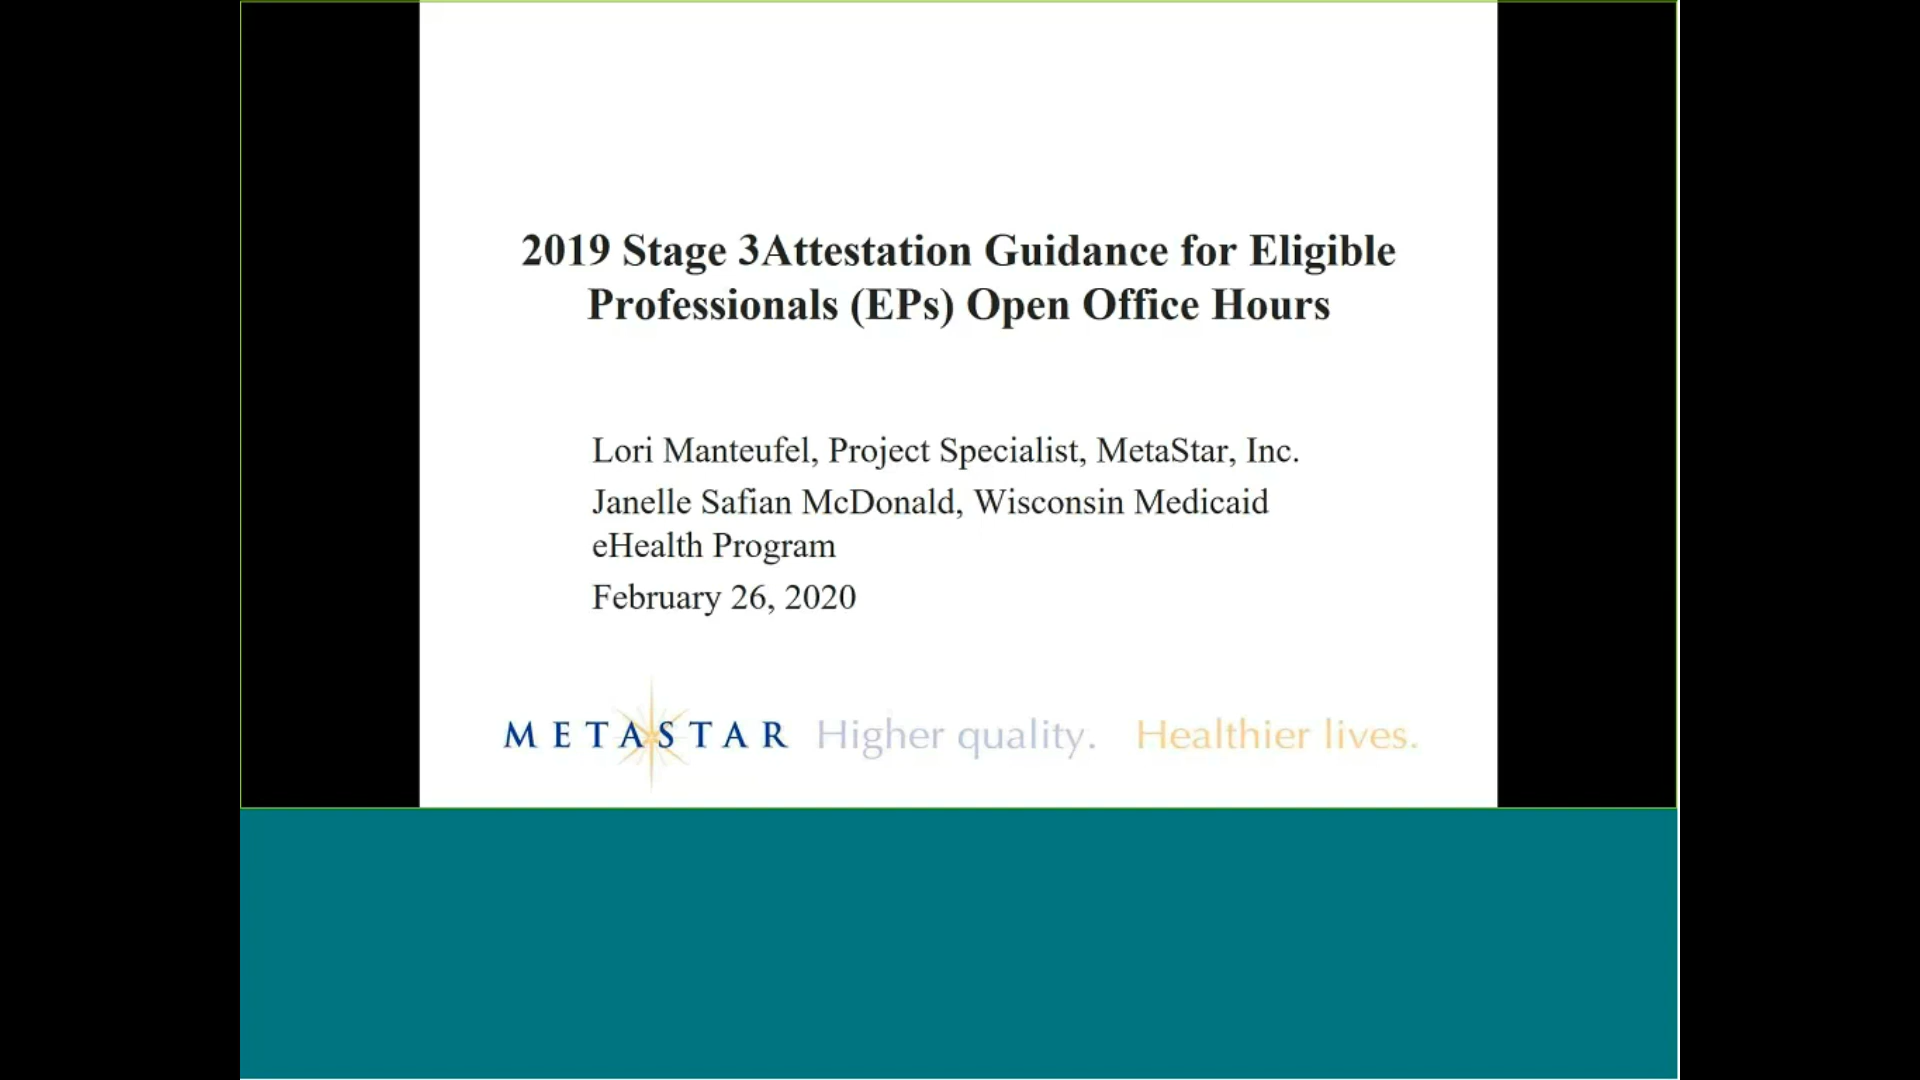 2019 Stage 3Attestation Guidance for Eligible
Professionals (EPs) Open Office Hours
Lori Manteufel, Project Specialist, MetaStar, Inc.
Janelle Safian McDonald, Wisconsin Medicaid
eHealth Program
February 26, 2020
METASTAR Higher quality. Healthier lives.